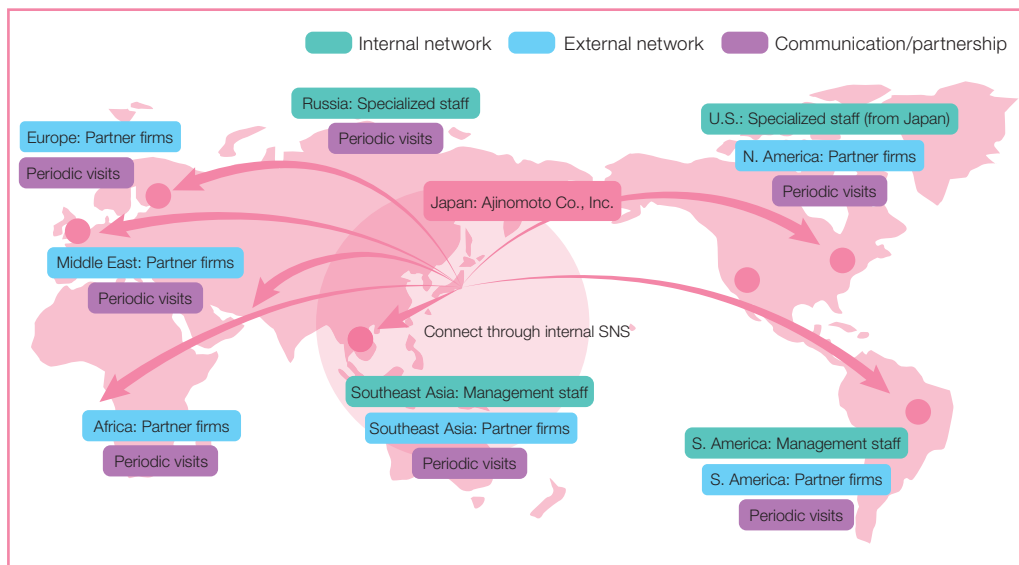 Internal network
External network
Communication/partnership
Russia: Specialized staff
Periodic visits
Europe: Partner firms
Periodic visits
U.S.: Specialized staff (from Japan)
N. America: Partner firms
Periodic visits
Japan: Ajinomoto Co., Inc.
Middle East: Partner firms
Periodic visits
Connect through internal SNS
Southeast Asia: Management staff
Southeast Asia: Partner firms
Periodic visits
Africa: Partner firms
Periodic visits
S. America: Management staff
S. America: Partner firms
Periodic visits